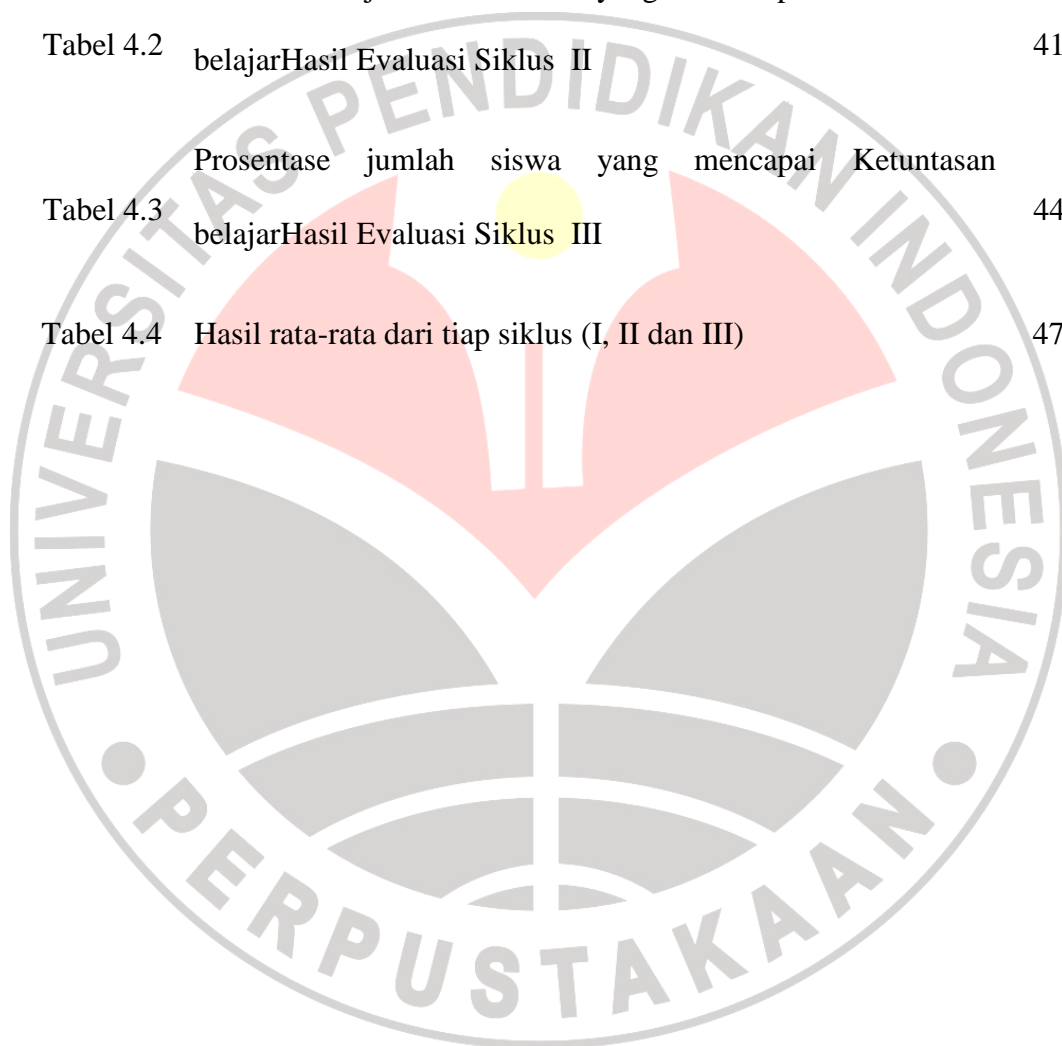 Tabel 4.2 belajarHasil Evaluasi Siklus II 41
Prosentase jumlah siswa yang mencapai Ketuntasan
Tabel 4.3 belajarHasil Evaluasi Siklus III 44
Tabel 4.4 Hasil rata-rata dari tiap siklus (I, II dan III) 47
UNIVERSITAS PENDIDIKAN INDONESIA
PERPUSTAKAAN